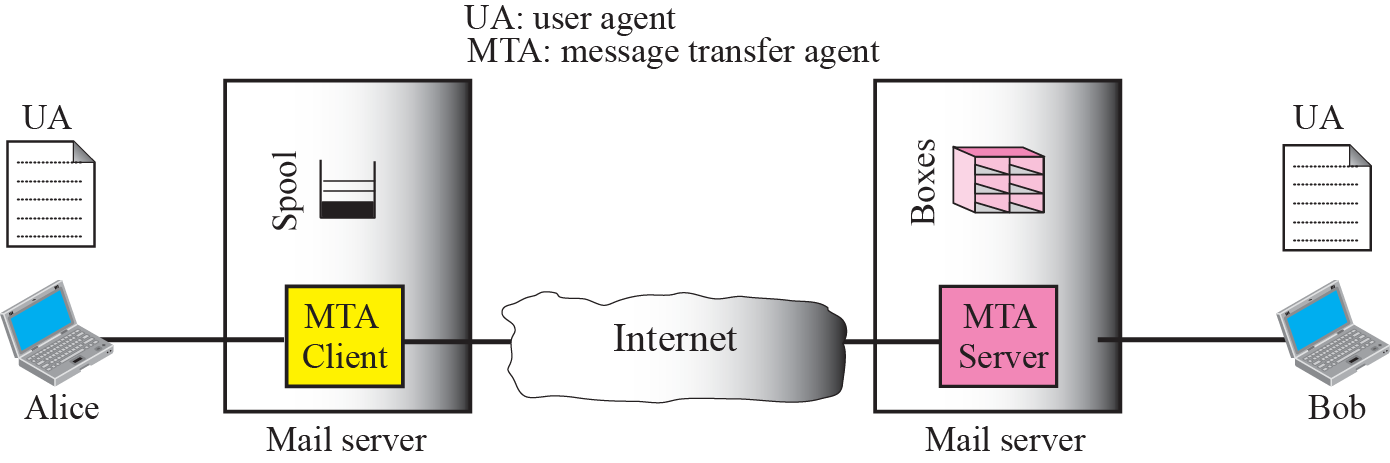 UA: user agent
MTA: message transfer agent
UA
Spool
MTA
Client
Alice
Mail server
Internet
Boxes
MTA
Server
Mail server
UA
Bob